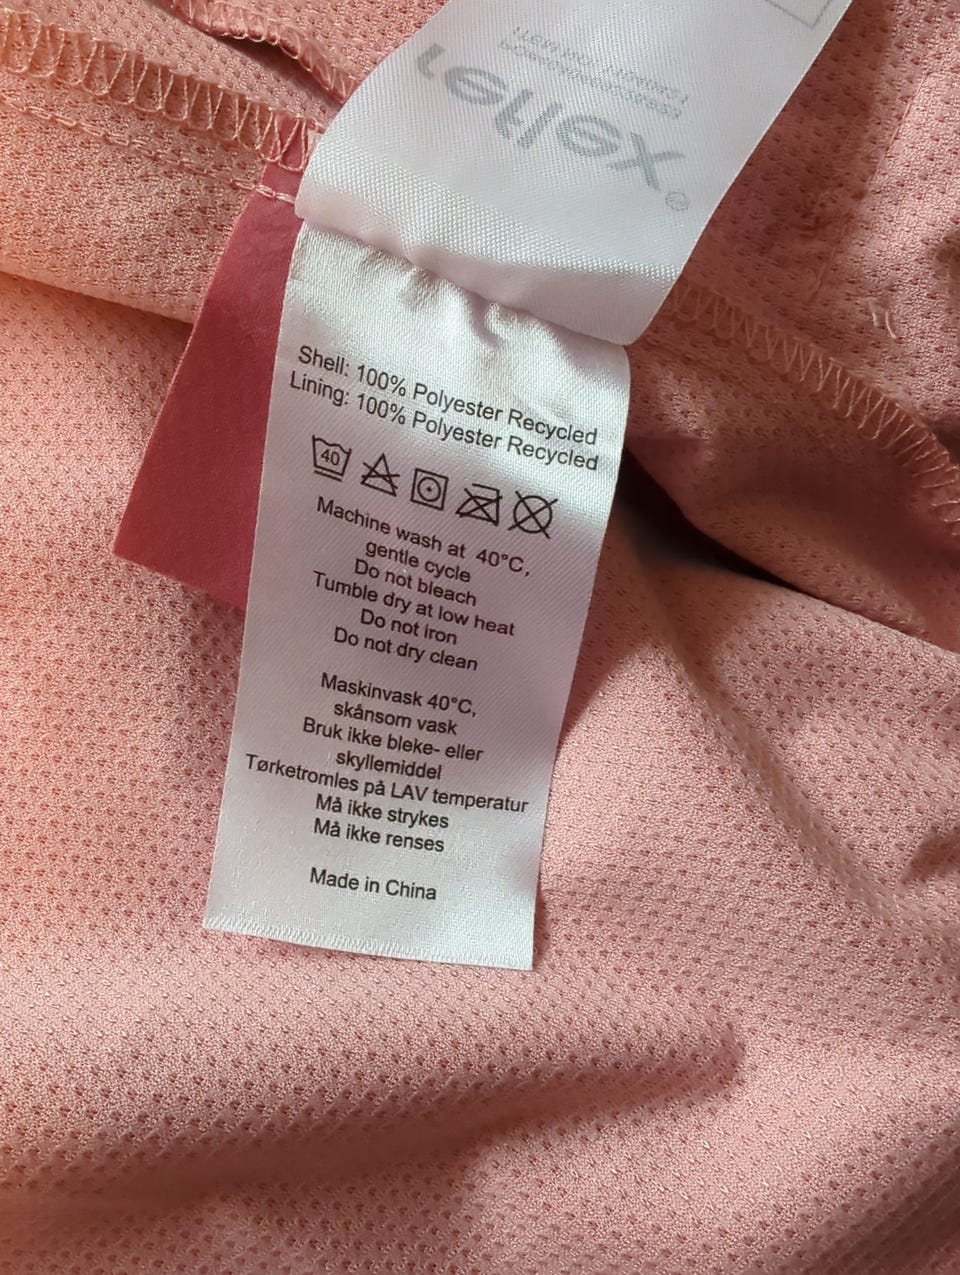 reflex®
Shell: 100% Polyester Recycled
Lining: 100% Polyester Recycled
40
Machine wash at 40°C,
gentle cycle
Do not bleach
Tumble dry at low heat
Do not iron
Do not dry clean
Maskinvask 40°C,
skånsom vask
Bruk ikke bleke- eller
skyllemiddel
Tørketromles på LAV temperatur
Må ikke strykes
Må ikke renses
Made in China